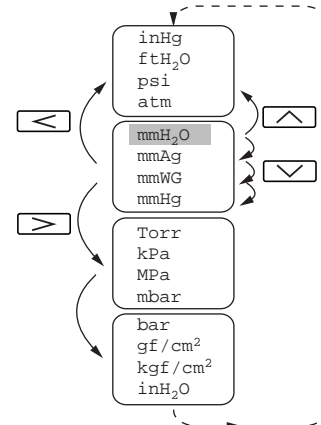 inHg
ftH₂O
psi
atm
mmH₂O
mmAg
mmWG
mmHg
Torr
kPa
MPa
mbar
bar
gf/cm²
kgf/cm²
inH₂O